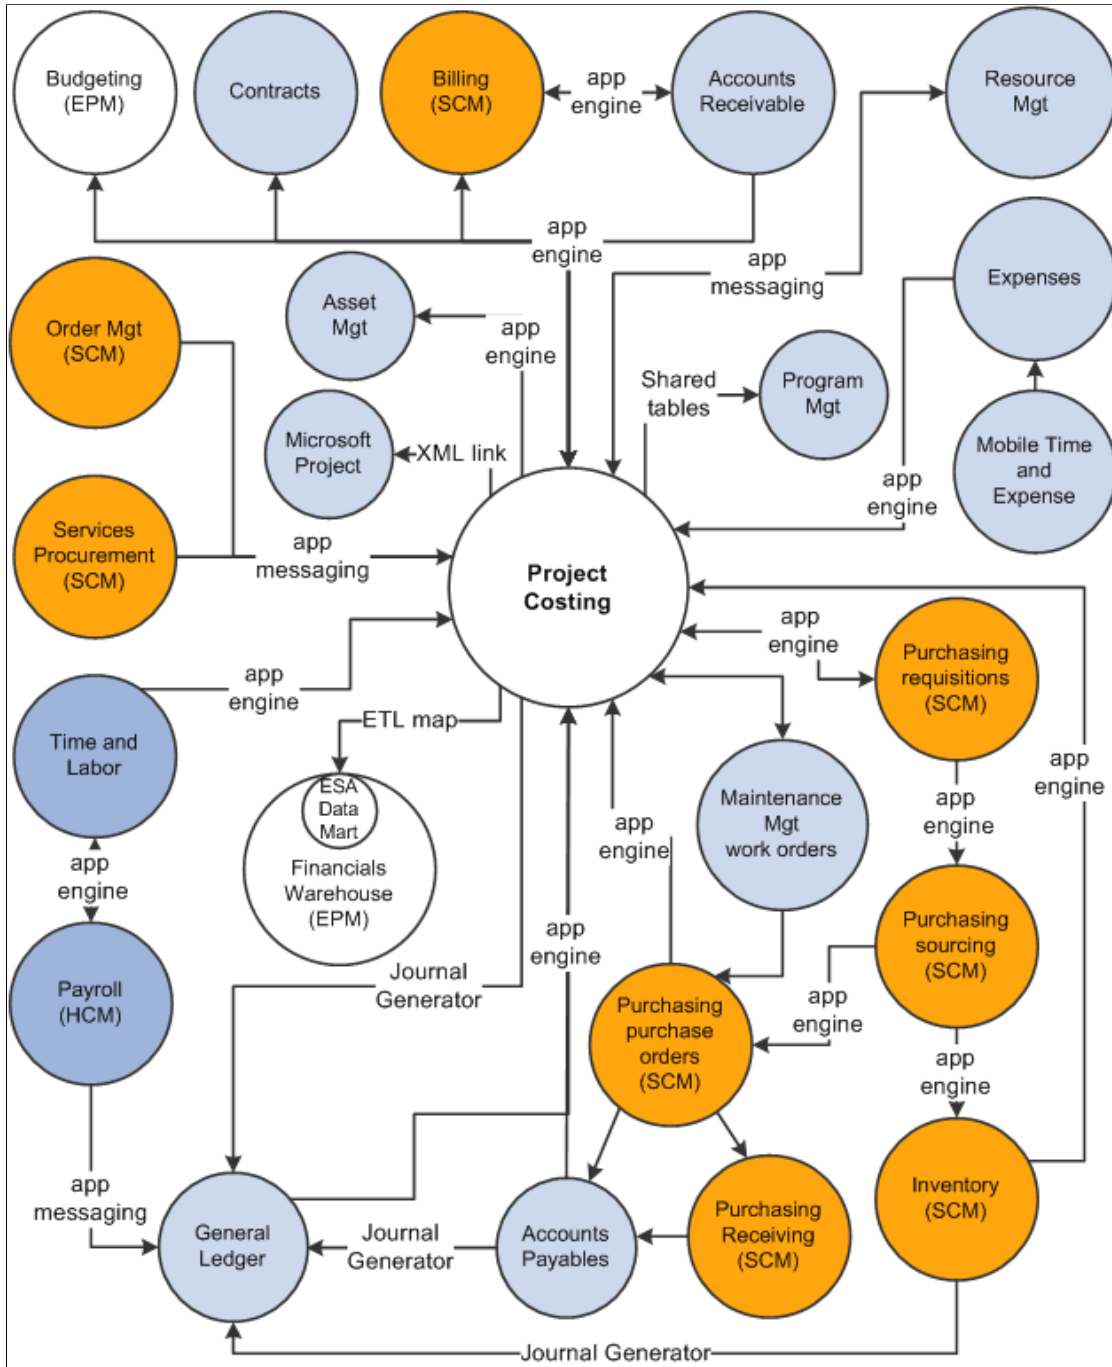 Budgeting
(EPM)
Contracts
Billing
(SCM)
app
engine
Accounts
Receivable
Resource
Mgt
app
engine
app
messaging
Expenses
Asset
Mgt
app
engine
Order Mgt
(SCM)
Shared
tables
Program
Mgt
Microsoft
Project
XML link
Mobile Time
and
Expense
app
engine
Services
Procurement
(SCM)
app
messaging
Project
Costing
app
engine
Purchasing
requisitions
(SCM)
app
engine
ETL map
Time and
Labor
ESA
Data
Mart
Financials
Warehouse
(EPM)
Maintenance
Mgt
work orders
app
engine
app
engine
app
engine
app
engine
Purchasing
sourcing
(SCM)
app
engine
Payroll
(HCM)
Journal
Generator
Purchasing
purchase
orders
(SCM)
app
engine
app
engine
app
messaging
General
Ledger
Journal
Generator
Accounts
Payables
Purchasing
Receiving
(SCM)
Inventory
(SCM)
Journal Generator